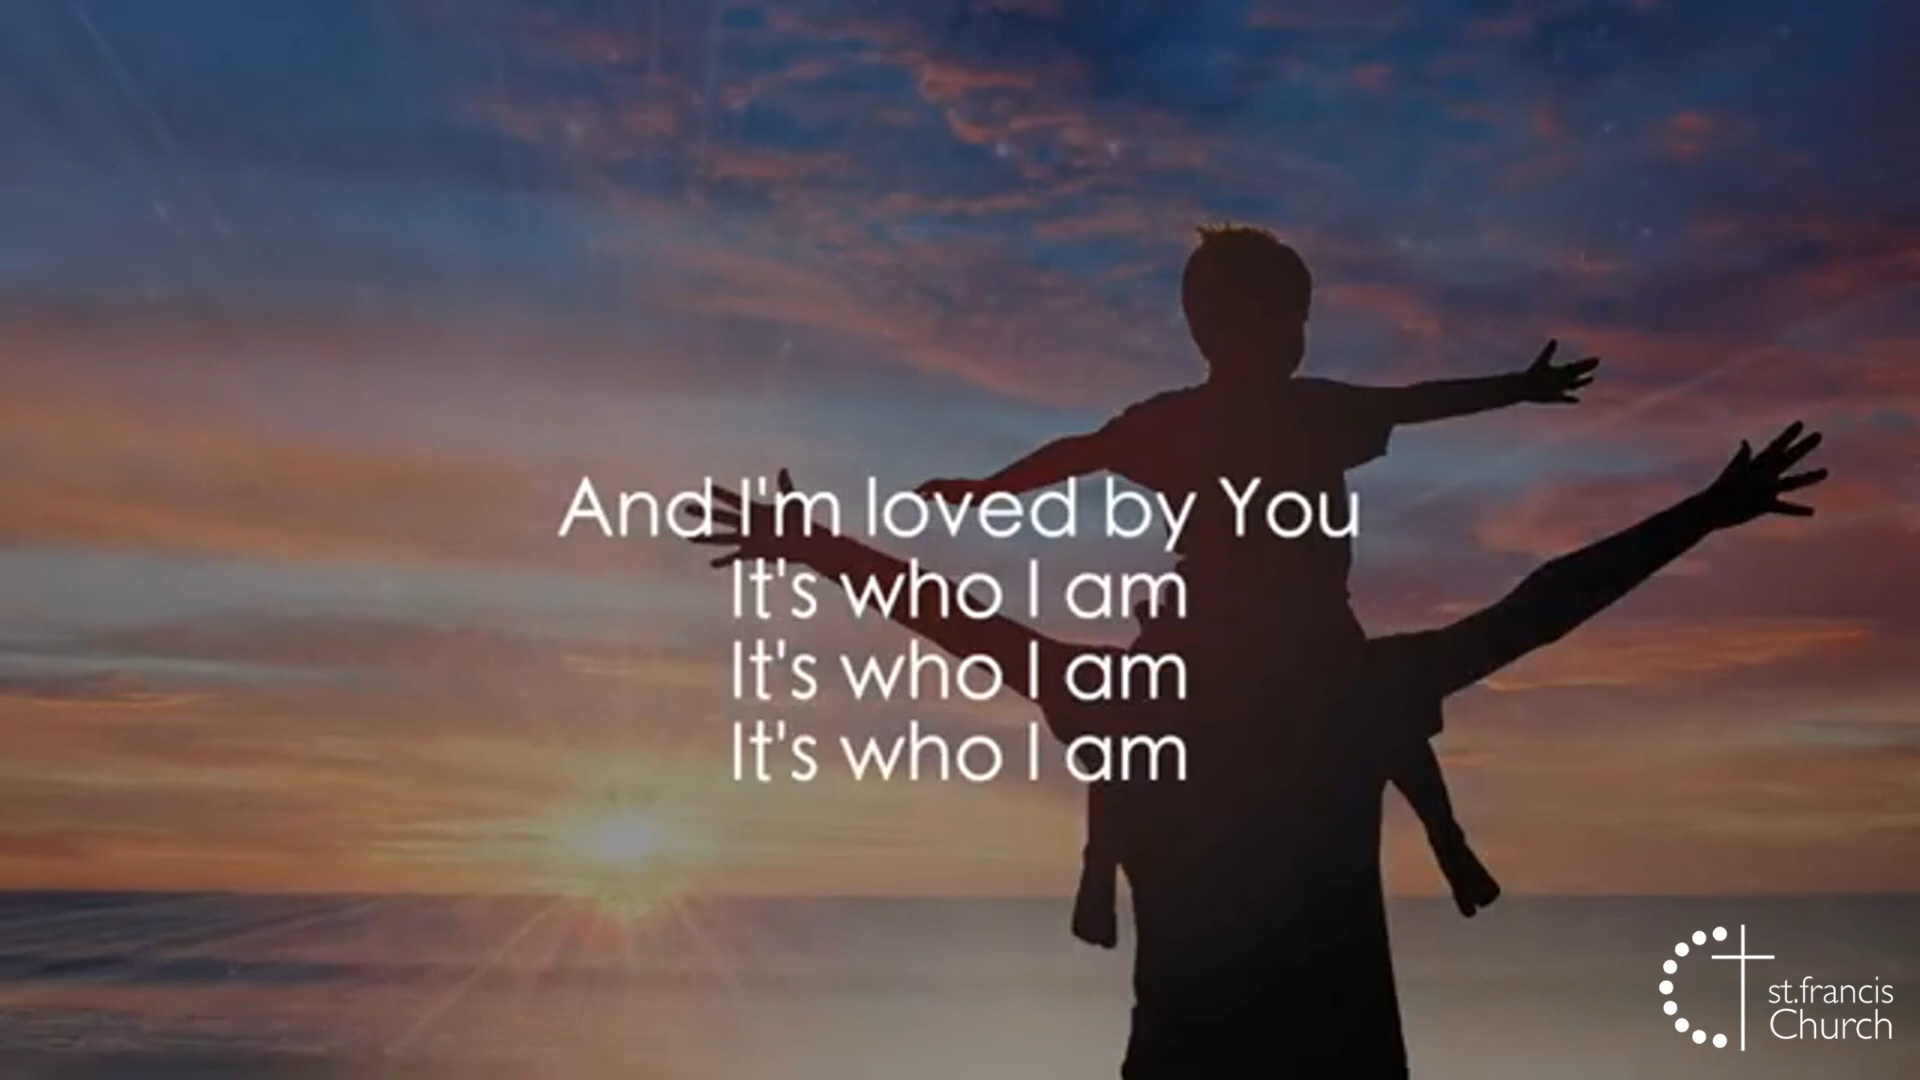 And I'm loved by You
It's who I am
It's who I am
It's who I am
st.francis
Church